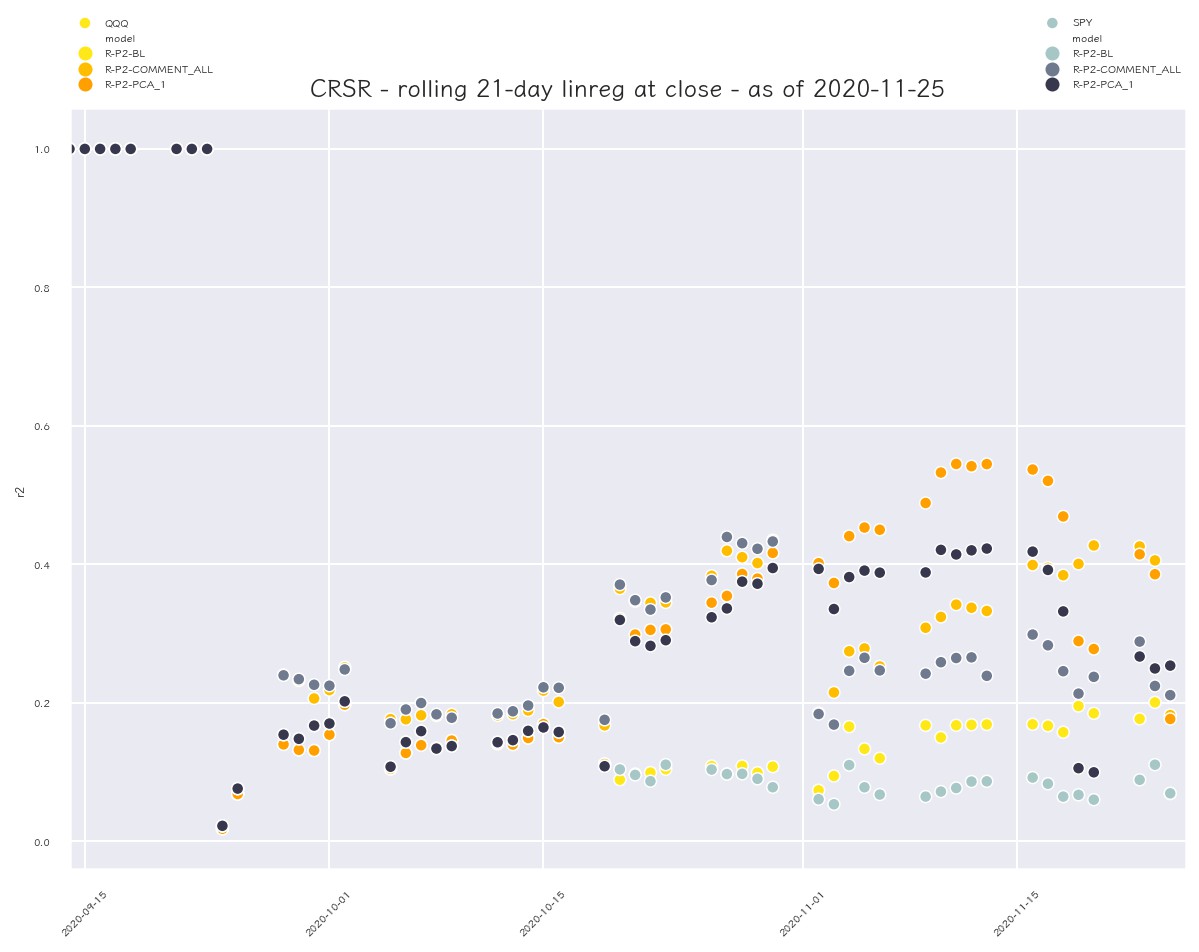 QQQ
model
R-P2-BL
R-P2-COMMENT_ALL
R-P2-PCA_1
SPY
model
R-P2-BL
R-P2-COMMENT_ALL
R-P2-PCA_1
CRSR - rolling 21-day linreg at close - as of 2020-11-25
1.0
0.8
0.6
0.4
0.2
0.0
r2
2020-09-15
2020-10-01
2020-10-15
2020-11-01
2020-11-15